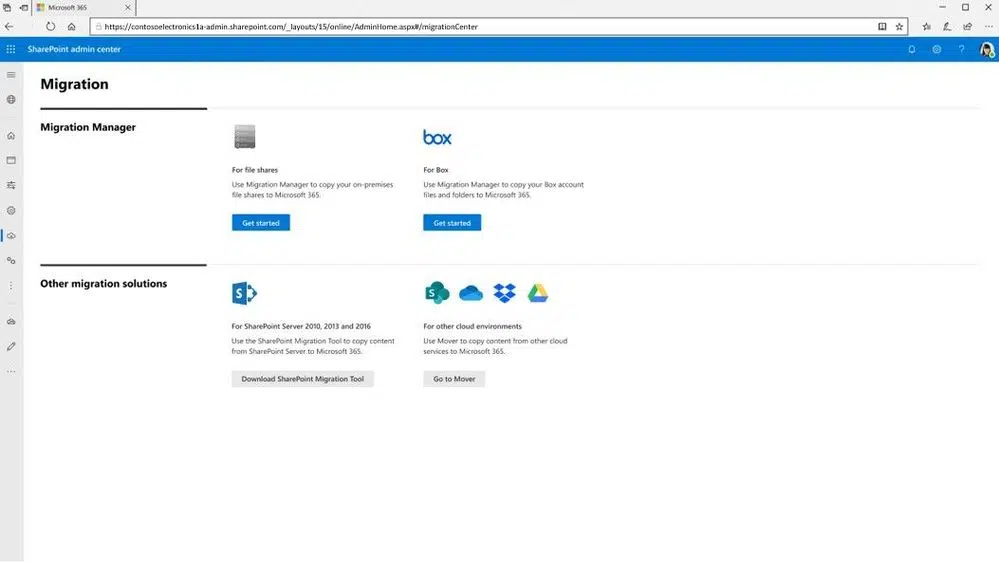 Microsoft 365
https://contosoelectronics1a-admin.sharepoint.com/_layouts/15/online/AdminHome.aspx#/migrationCenter
SharePoint admin center
Migration
Migration Manager
box
For file shares
For Box
Use Migration Manager to copy your on-premises
file shares to Microsoft 365.
Use Migration Manager to copy your Box account
files and folders to Microsoft 365.
Get started
Get started
Other migration solutions
S
S
For SharePoint Server 2010, 2013 and 2016
For other cloud environments
Use the SharePoint Migration Tool to copy content
from SharePoint Server to Microsoft 365.
Use Mover to copy content from other cloud
services to Microsoft 365.
Download SharePoint Migration Tool
Go to Mover